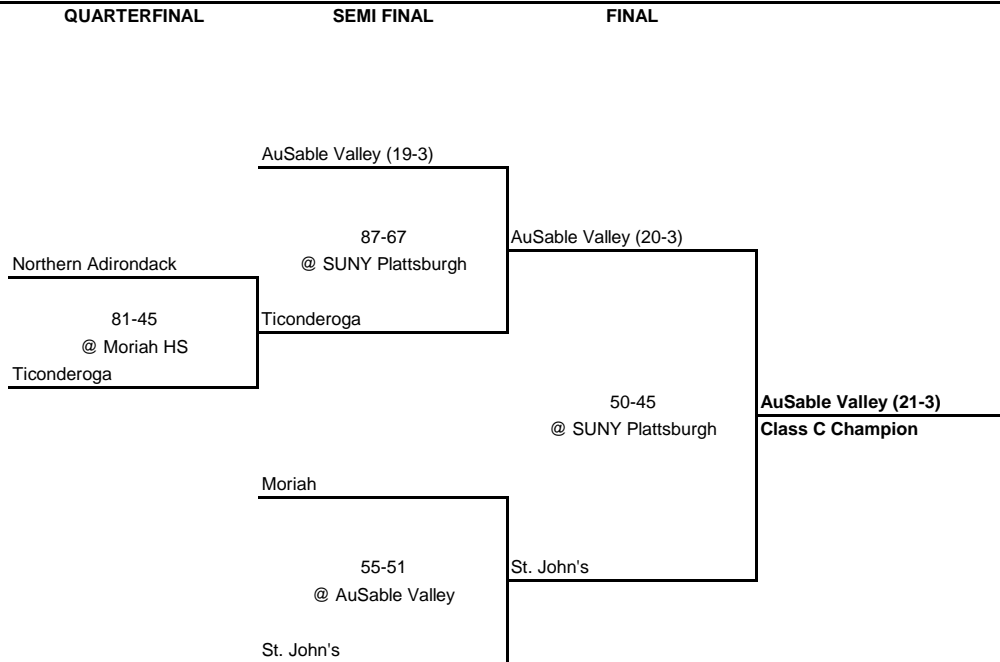 QUARTERFINAL SEMI FINAL FINAL
AuSable Valley (19-3)
87-67 AuSable Valley (20-3)
Northern Adirondack @ SUNY Plattsburgh
81-45 Ticonderoga
@ Moriah HS
Ticonderoga
50-45 AuSable Valley (21-3)
@ SUNY Plattsburgh Class C Champion
Moriah
55-51 St. John's
@ AuSable Valley
St. John's